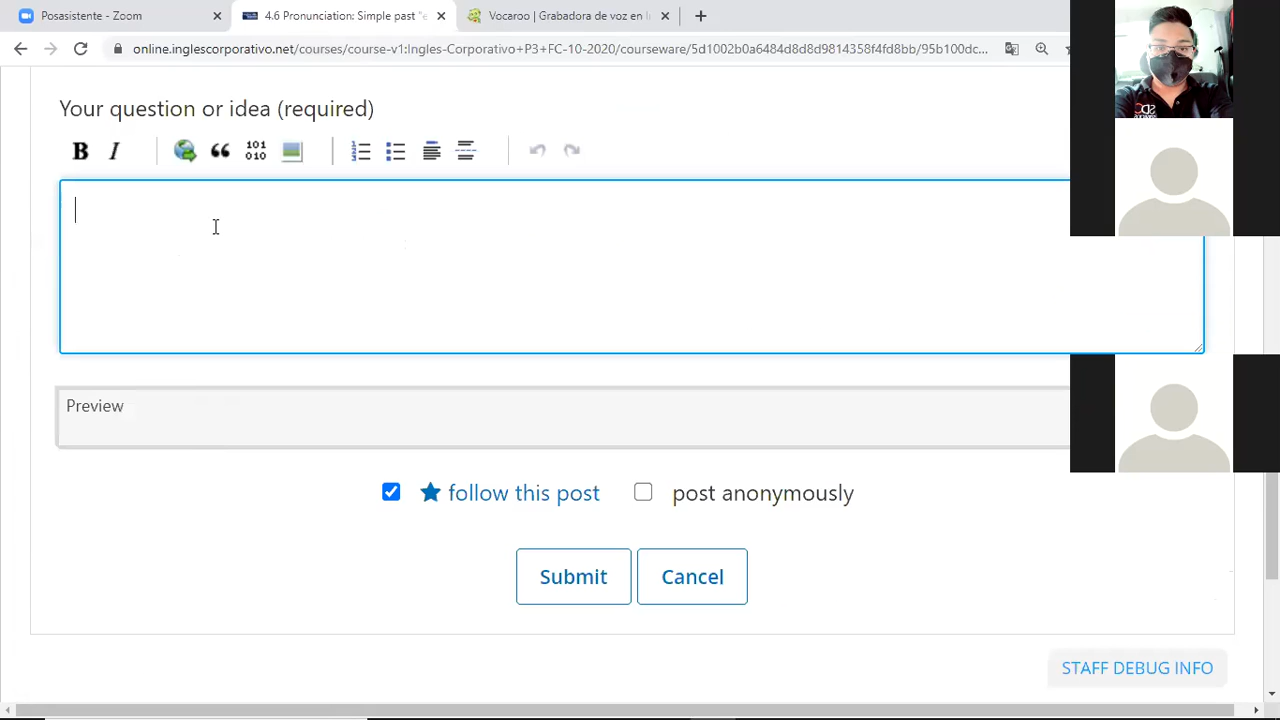 Posasistente - Zoom
4.6 Pronunciation: Simple past "e
Vocaroo | Grabadora de voz en l
online.inglescorporativo.net/courses/course-v1:Ingles-Corporativo+P3+FC-10-2020/courseware/5d1002b0a6484d8d8d9814358f4fd8bb/95b100dc...
Your question or idea (required)
B I
101
010
Preview
follow this post
post anonymously
Submit
Cancel
STAFF DEBUG INFO